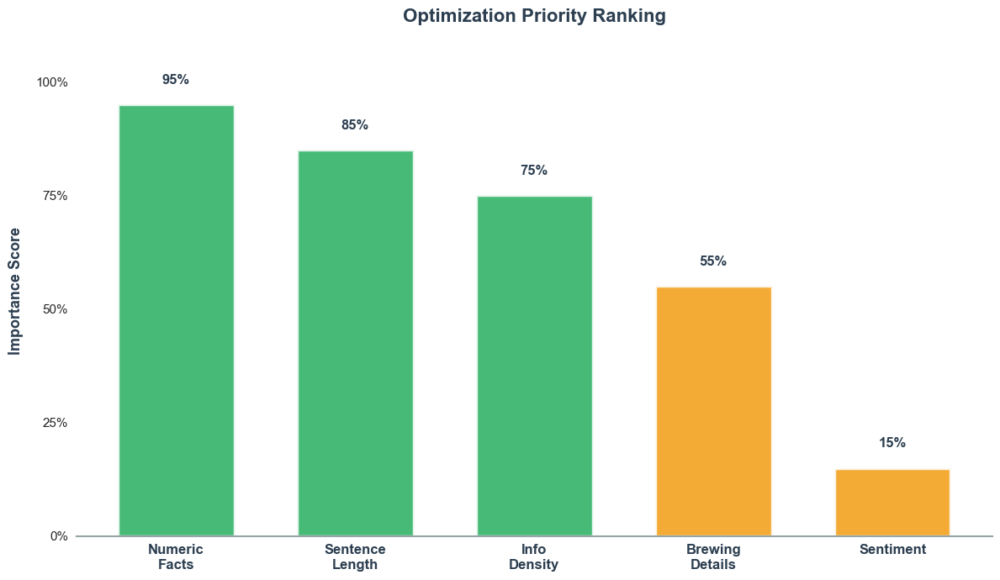 Optimization Priority Ranking
Importance Score
100%
75%
50%
25%
0%
95%
85%
75%
55%
15%
Numeric
Facts
Sentence
Length
Info
Density
Brewing
Details
Sentiment